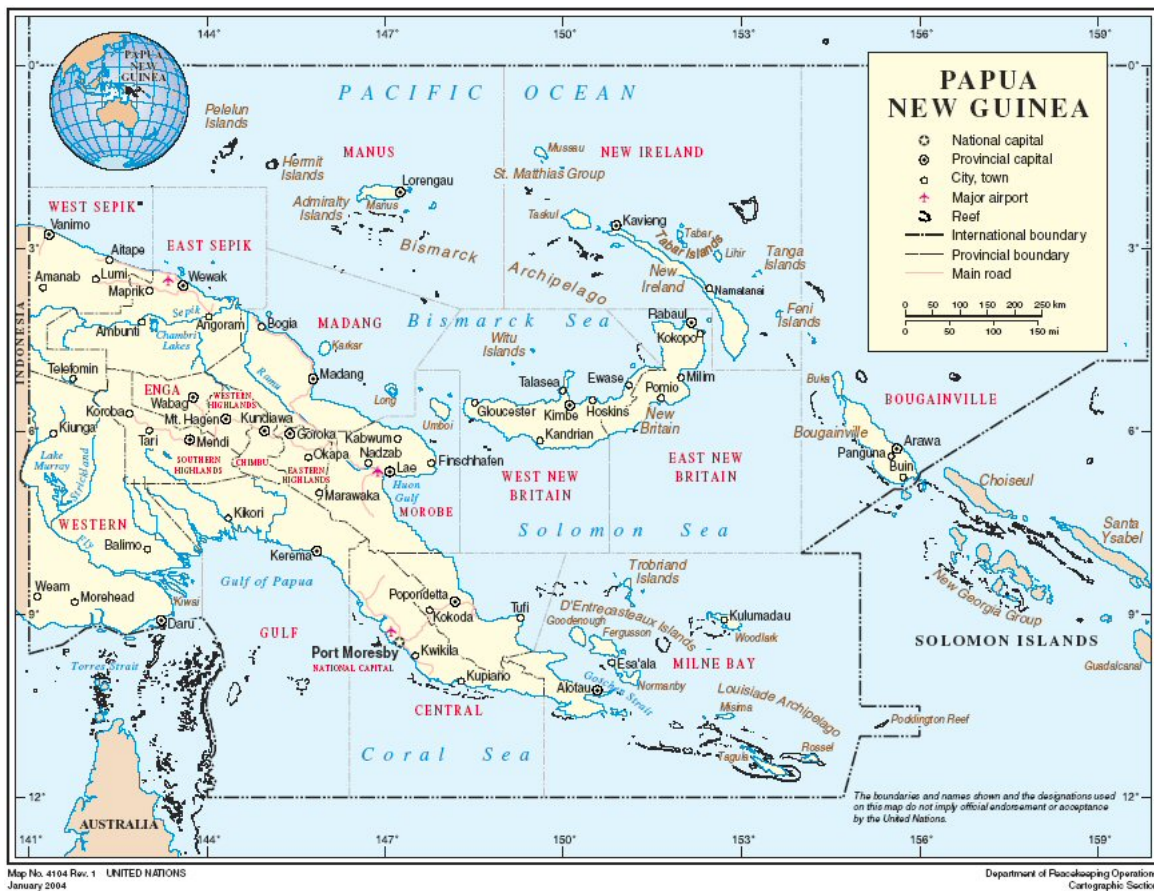 144°
147°
150°
153°
156°
159°
0°
PAPUA
NEW
GUINEA
PACIFIC OCEAN
PAPUA
NEW GUINEA
National capital
Provincial capital
City, town
Major airport
Reef
International boundary
Provincial boundary
Main road
0 50 100 150 200 250 km
0 50 100 150 mi
Pelelun
Islands
Hermit
Islands
MANUS
Mussau
NEW IRELAND
St. Matthias Group
Lorengau
Manus
Admiralty
Islands
WEST SEPIK
Vanimo
Aitape
EAST SEPIK
Taskul
Kavieng
Tabar
Tabar Islands
Lihir
Tanga
Islands
Bismarck
Archipelago
3°
3°
Amanab
Lumi
Maprik
Wewak
New
Ireland
Namatanai
Feni
Islands
Sepik
Ambunti
Chambri
Lakes
Angoram
Bogia
MADANG
Karkar
Bismarck Sea
Witu
Islands
Rabaul
Kokopo
INDONESIA
Telefomin
ENGA
Wabag
WESTERN
HIGHLANDS
Ramu
Madang
Long
Umboi
Talasea
Ewase
Pomio
Milim
Buka
BOUGAINVILLE
Koroba
Mt. Hagen
Kundiawa
Gloucester
Kimbe
Hoskins
New
Britain
Kiunga
6°
Tari
Mendi
Goroka
Kabwum
Kandrian
Bougainville
Arawa
6°
Panguna
Buin
Lake
Murray
Strickland
SOUTHERN
HIGHLANDS
CHIMBU
Okapa
EASTERN
HIGHLANDS
Nadzab
Lae
Finschhafen
WEST NEW
BRITAIN
EAST NEW
BRITAIN
Choiseul
Marawaka
Huon
Gulf
MOROBE
WESTERN
Kikori
Solomon Sea
Santa
Ysabel
Fly
Balimo
Kerema
Gulf of Papua
Trobriand
Islands
New Georgia Group
Weam
Morehead
Kiwai
Daru
9°
Popondetta
Kokoda
Tufi
D'Entrecasteaux Islands
Goodenough
Fergusson
Kulumadau
Woodlark
9°
GULF
Port Moresby
NATIONAL CAPITAL
Kwikila
Kupiano
Esa'ala
Normanby
MILNE BAY
SOLOMON ISLANDS
Guadalcanal
Torres Strait
CENTRAL
Alotau
Goschen Strait
Louisiade Archipelago
Misima
Pocklington Reef
Coral Sea
Tagula
Rossel
12°
12°
AUSTRALIA
The boundaries and names shown and the designations used
on this map do not imply official endorsement or acceptance
by the United Nations.
141°
144°
147°
150°
153°
156°
159°
Map No. 4104 Rev. 1 UNITED NATIONS
January 2004
Department of Peacekeeping Operation
Cartographic Sectio